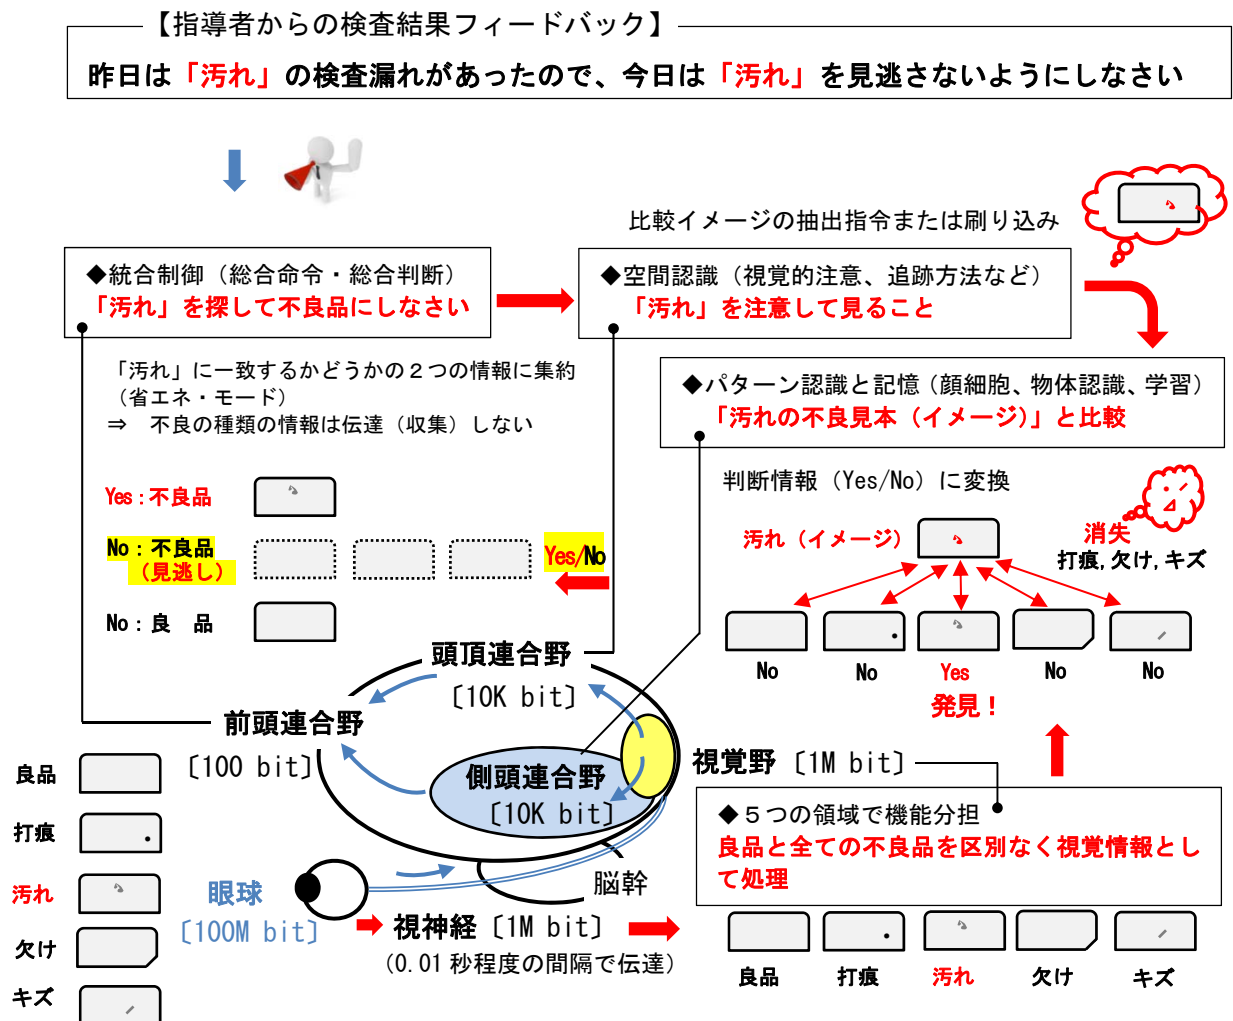 【指導者からの検査結果フィードバック】
昨日は「汚れ」の検査漏れがあったので、今日は「汚れ」を見逃さないようにしなさい
比較イメージの抽出指令または刷り込み
◆統合制御（総合命令・総合判断）
「汚れ」を探して不良品にしなさい
◆空間認識（視覚的注意、追跡方法など）
「汚れ」を注意して見ること
「汚れ」に一致するかどうかの２つの情報に集約
（省エネ・モード）
⇒ 不良の種類の情報は伝達（収集）しない
◆パターン認識と記憶（顔細胞、物体認識、学習）
「汚れの不良見本（イメージ）」と比較
判断情報（Yes/No）に変換
Yes：不良品
No：不良品
（見逃し）
Yes/No
No：良　品
汚れ（イメージ）
消失
打痕，欠け，キズ
No
No
Yes
No
No
発見！
頭頂連合野
〔10K bit〕
前頭連合野
〔100 bit〕
側頭連合野
〔10K bit〕
視覚野〔1M bit〕
◆５つの領域で機能分担
良品と全ての不良品を区別なく視覚情報とし
て処理
良品
打痕
汚れ
欠け
キズ
眼球
〔100M bit〕
脳幹
視神経〔1M bit〕
（0.01 秒程度の間隔で伝達）
良品
打痕
汚れ
欠け
キズ